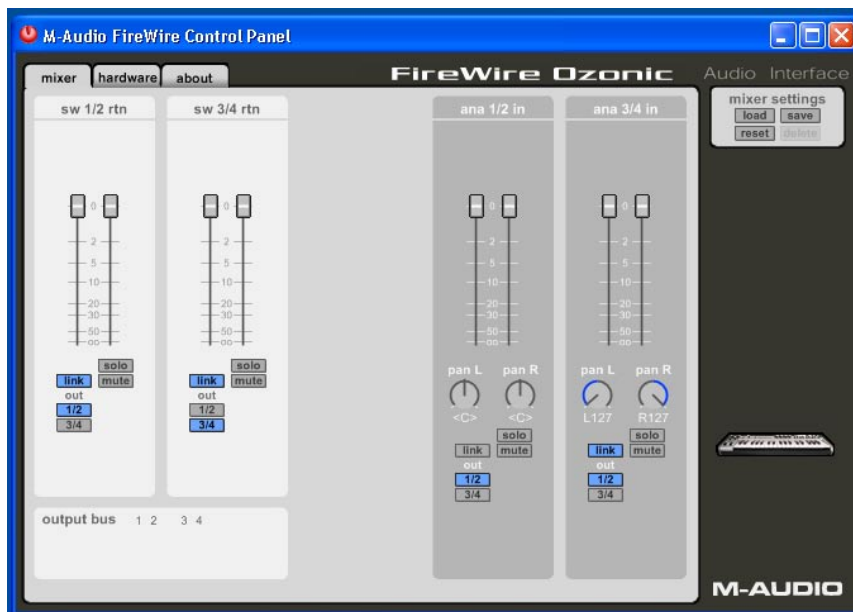 M-Audio FireWire Control Panel
mixer hardware about
FireWire Ozonic Audio Interface
mixer settings
load save
reset delete
sw 1/2 rtn
0
2
5
10
20
30
50
∞
solo
link mute
out
1/2
3/4
sw 3/4 rtn
0
2
5
10
20
30
50
∞
solo
link mute
out
1/2
3/4
ana 1/2 in
0
2
5
10
20
30
50
∞
pan L pan R
<C> <C>
solo
link mute
out
1/2
3/4
ana 3/4 in
0
2
5
10
20
30
50
∞
pan L pan R
L127 R127
solo
link mute
out
1/2
3/4
output bus 1 2 3 4
M-AUDIO